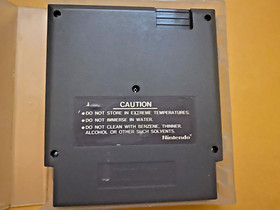 CAUTION
•DO NOT STORE IN EXTREME TEMPERATURES.
•DO NOT IMMERSE IN WATER.
•DO NOT CLEAN WITH BENZENE, THINNER,
ALCOHOL OR OTHER SUCH SOLVENTS.
Nintendo